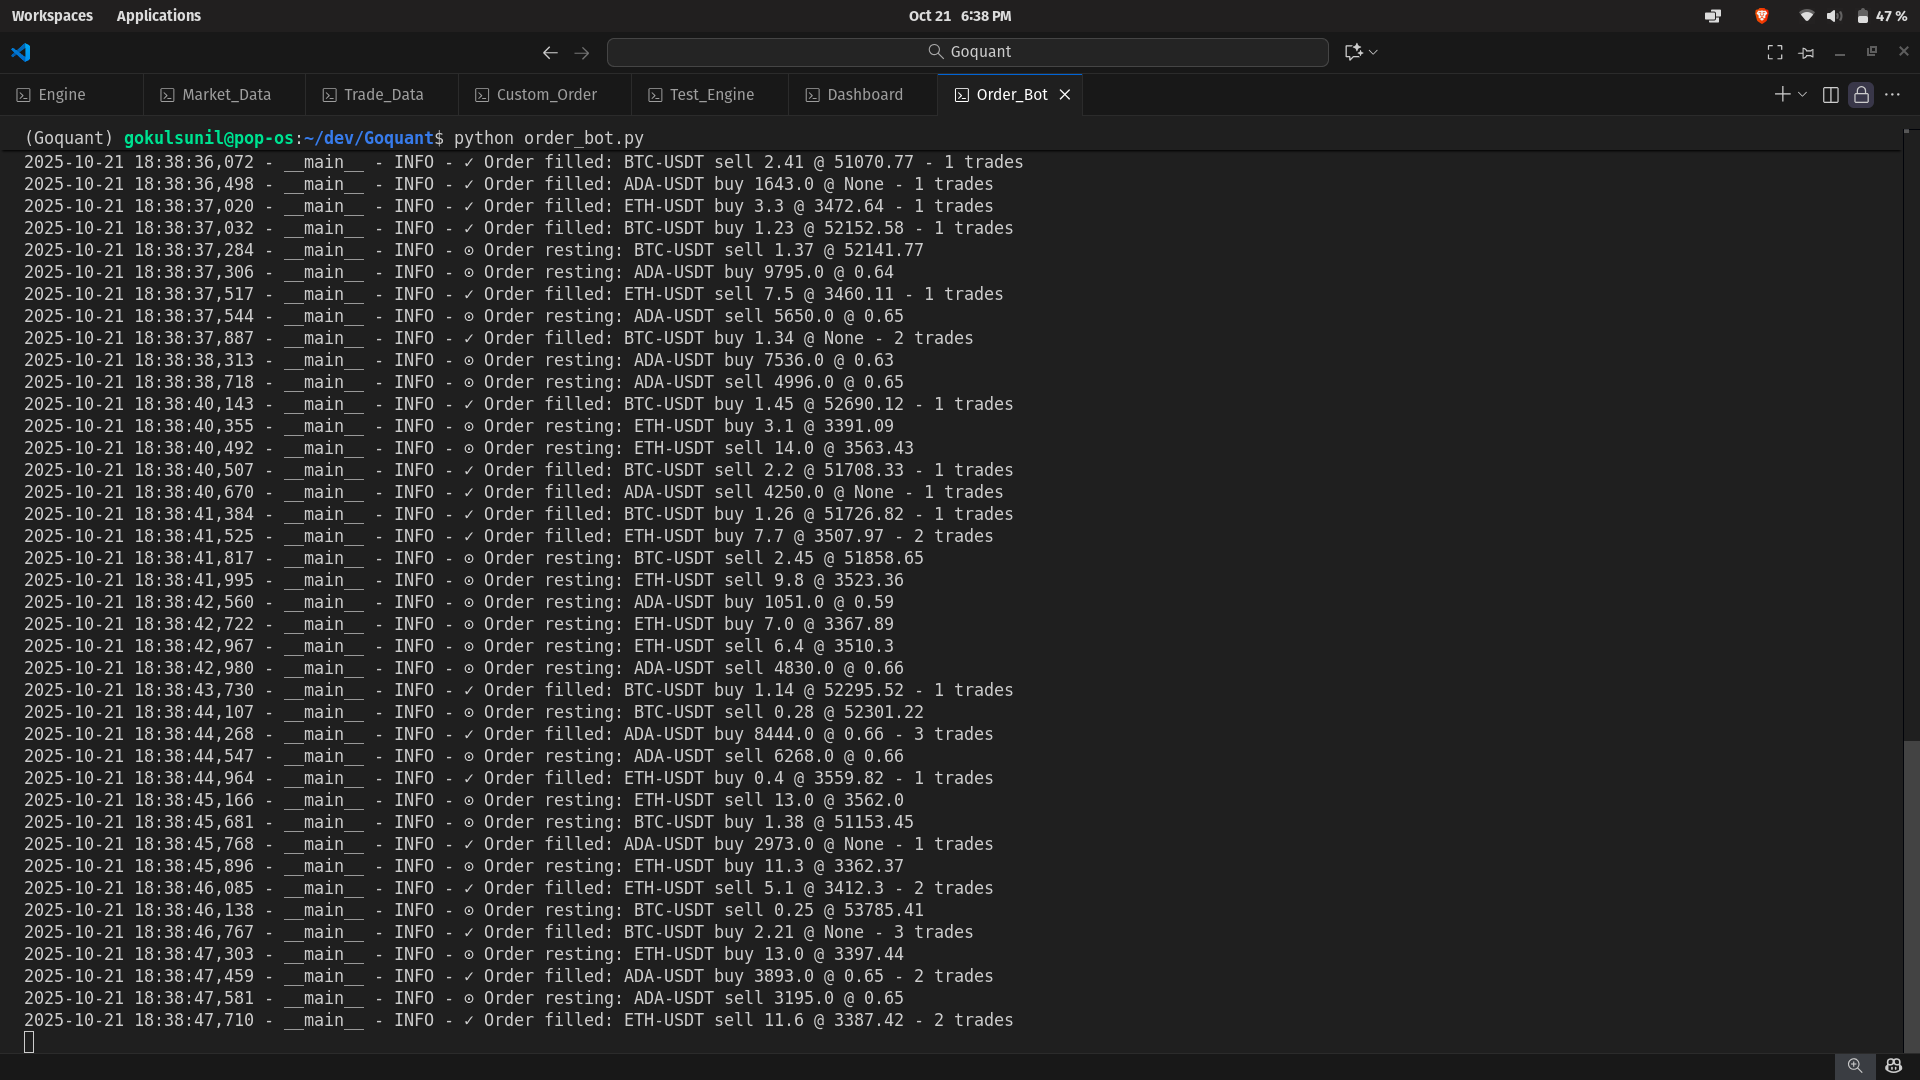 Workspaces Applications Oct 21 6:38 PM 47 %
Goquant
Engine Market_Data Trade_Data Custom_Order Test_Engine Dashboard Order_Bot
(Goquant) gokulsunil@pop-os:~/dev/Goquant$ python order_bot.py
2025-10-21 18:38:36,072 - __main__ - INFO - ✓ Order filled: BTC-USDT sell 2.41 @ 51070.77 - 1 trades
2025-10-21 18:38:36,498 - __main__ - INFO - ✓ Order filled: ADA-USDT buy 1643.0 @ None - 1 trades
2025-10-21 18:38:37,020 - __main__ - INFO - ✓ Order filled: ETH-USDT buy 3.3 @ 3472.64 - 1 trades
2025-10-21 18:38:37,032 - __main__ - INFO - ✓ Order filled: BTC-USDT buy 1.23 @ 52152.58 - 1 trades
2025-10-21 18:38:37,284 - __main__ - INFO - ⊙ Order resting: BTC-USDT sell 1.37 @ 52141.77
2025-10-21 18:38:37,306 - __main__ - INFO - ⊙ Order resting: ADA-USDT buy 9795.0 @ 0.64
2025-10-21 18:38:37,517 - __main__ - INFO - ✓ Order filled: ETH-USDT sell 7.5 @ 3460.11 - 1 trades
2025-10-21 18:38:37,544 - __main__ - INFO - ⊙ Order resting: ADA-USDT sell 5650.0 @ 0.65
2025-10-21 18:38:37,887 - __main__ - INFO - ✓ Order filled: BTC-USDT buy 1.34 @ None - 2 trades
2025-10-21 18:38:38,313 - __main__ - INFO - ⊙ Order resting: ADA-USDT buy 7536.0 @ 0.63
2025-10-21 18:38:38,718 - __main__ - INFO - ⊙ Order resting: ADA-USDT sell 4996.0 @ 0.65
2025-10-21 18:38:40,143 - __main__ - INFO - ✓ Order filled: BTC-USDT buy 1.45 @ 52690.12 - 1 trades
2025-10-21 18:38:40,355 - __main__ - INFO - ⊙ Order resting: ETH-USDT buy 3.1 @ 3391.09
2025-10-21 18:38:40,492 - __main__ - INFO - ⊙ Order resting: ETH-USDT sell 14.0 @ 3563.43
2025-10-21 18:38:40,507 - __main__ - INFO - ✓ Order filled: BTC-USDT sell 2.2 @ 51708.33 - 1 trades
2025-10-21 18:38:40,670 - __main__ - INFO - ✓ Order filled: ADA-USDT sell 4250.0 @ None - 1 trades
2025-10-21 18:38:41,384 - __main__ - INFO - ✓ Order filled: BTC-USDT buy 1.26 @ 51726.82 - 1 trades
2025-10-21 18:38:41,525 - __main__ - INFO - ✓ Order filled: ETH-USDT buy 7.7 @ 3507.97 - 2 trades
2025-10-21 18:38:41,817 - __main__ - INFO - ⊙ Order resting: BTC-USDT sell 2.45 @ 51858.65
2025-10-21 18:38:41,995 - __main__ - INFO - ⊙ Order resting: ETH-USDT sell 9.8 @ 3523.36
2025-10-21 18:38:42,560 - __main__ - INFO - ⊙ Order resting: ADA-USDT buy 1051.0 @ 0.59
2025-10-21 18:38:42,722 - __main__ - INFO - ⊙ Order resting: ETH-USDT buy 7.0 @ 3367.89
2025-10-21 18:38:42,967 - __main__ - INFO - ⊙ Order resting: ETH-USDT sell 6.4 @ 3510.3
2025-10-21 18:38:42,980 - __main__ - INFO - ⊙ Order resting: ADA-USDT sell 4830.0 @ 0.66
2025-10-21 18:38:43,730 - __main__ - INFO - ✓ Order filled: BTC-USDT buy 1.14 @ 52295.52 - 1 trades
2025-10-21 18:38:44,107 - __main__ - INFO - ⊙ Order resting: BTC-USDT sell 0.28 @ 52301.22
2025-10-21 18:38:44,268 - __main__ - INFO - ✓ Order filled: ADA-USDT buy 8444.0 @ 0.66 - 3 trades
2025-10-21 18:38:44,547 - __main__ - INFO - ⊙ Order resting: ADA-USDT sell 6268.0 @ 0.66
2025-10-21 18:38:44,964 - __main__ - INFO - ✓ Order filled: ETH-USDT buy 0.4 @ 3559.82 - 1 trades
2025-10-21 18:38:45,166 - __main__ - INFO - ⊙ Order resting: ETH-USDT sell 13.0 @ 3562.0
2025-10-21 18:38:45,681 - __main__ - INFO - ⊙ Order resting: BTC-USDT buy 1.38 @ 51153.45
2025-10-21 18:38:45,768 - __main__ - INFO - ✓ Order filled: ADA-USDT buy 2973.0 @ None - 1 trades
2025-10-21 18:38:45,896 - __main__ - INFO - ⊙ Order resting: ETH-USDT buy 11.3 @ 3362.37
2025-10-21 18:38:46,085 - __main__ - INFO - ✓ Order filled: ETH-USDT sell 5.1 @ 3412.3 - 2 trades
2025-10-21 18:38:46,138 - __main__ - INFO - ⊙ Order resting: BTC-USDT sell 0.25 @ 53785.41
2025-10-21 18:38:46,767 - __main__ - INFO - ✓ Order filled: BTC-USDT buy 2.21 @ None - 3 trades
2025-10-21 18:38:47,303 - __main__ - INFO - ⊙ Order resting: ETH-USDT buy 13.0 @ 3397.44
2025-10-21 18:38:47,459 - __main__ - INFO - ✓ Order filled: ADA-USDT buy 3893.0 @ 0.65 - 2 trades
2025-10-21 18:38:47,581 - __main__ - INFO - ⊙ Order resting: ADA-USDT sell 3195.0 @ 0.65
2025-10-21 18:38:47,710 - __main__ - INFO - ✓ Order filled: ETH-USDT sell 11.6 @ 3387.42 - 2 trades